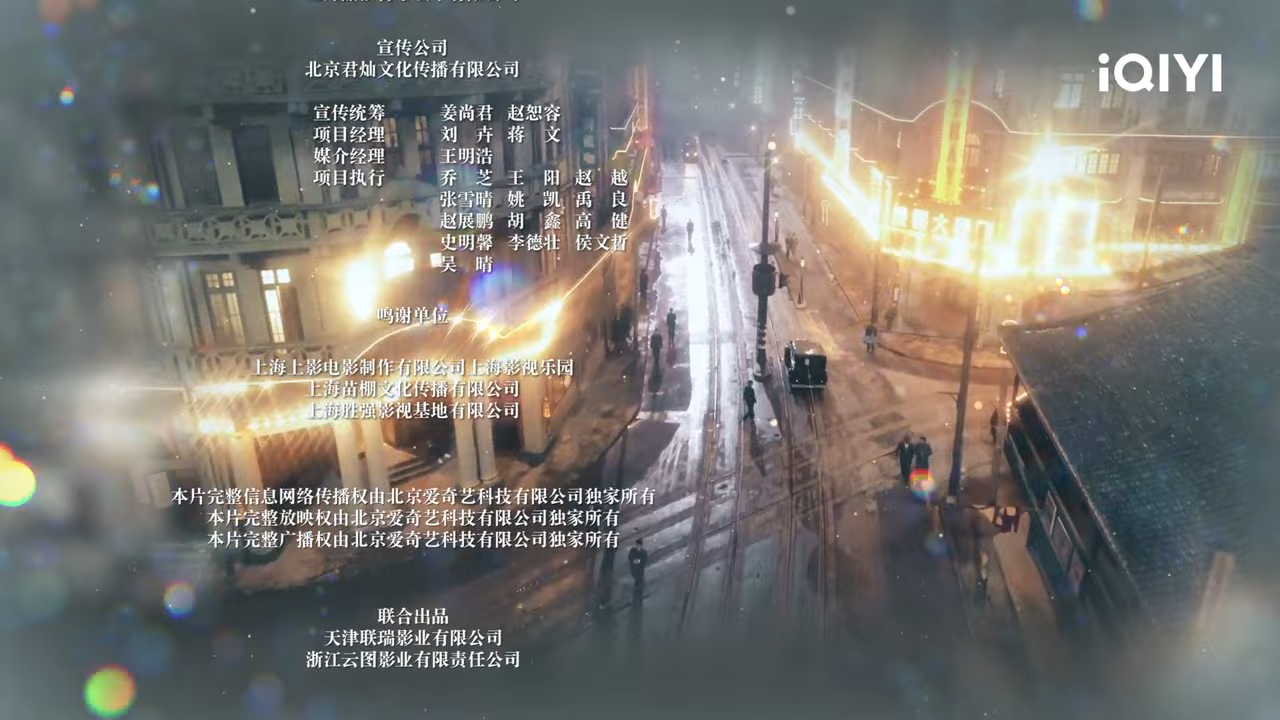 宣传公司
北京君灿文化传播有限公司
iQIYI
宣传统筹 姜尚君 赵恕容
项目经理 刘 卉 蒋 文
媒介经理 王明浩
项目执行 乔 芝 王 阳 赵 越
张雪晴 姚 凯 禹 良
赵展鹏 胡 鑫 高 健
史明馨 李德壮 侯文哲
吴 晴
鸣谢单位
上海上影电影制作有限公司上海影视乐园
上海苗棚文化传播有限公司
上海胜强影视基地有限公司
本片完整信息网络传播权由北京爱奇艺科技有限公司独家所有
本片完整放映权由北京爱奇艺科技有限公司独家所有
本片完整广播权由北京爱奇艺科技有限公司独家所有
联合出品
天津联瑞影业有限公司
浙江云图影业有限责任公司